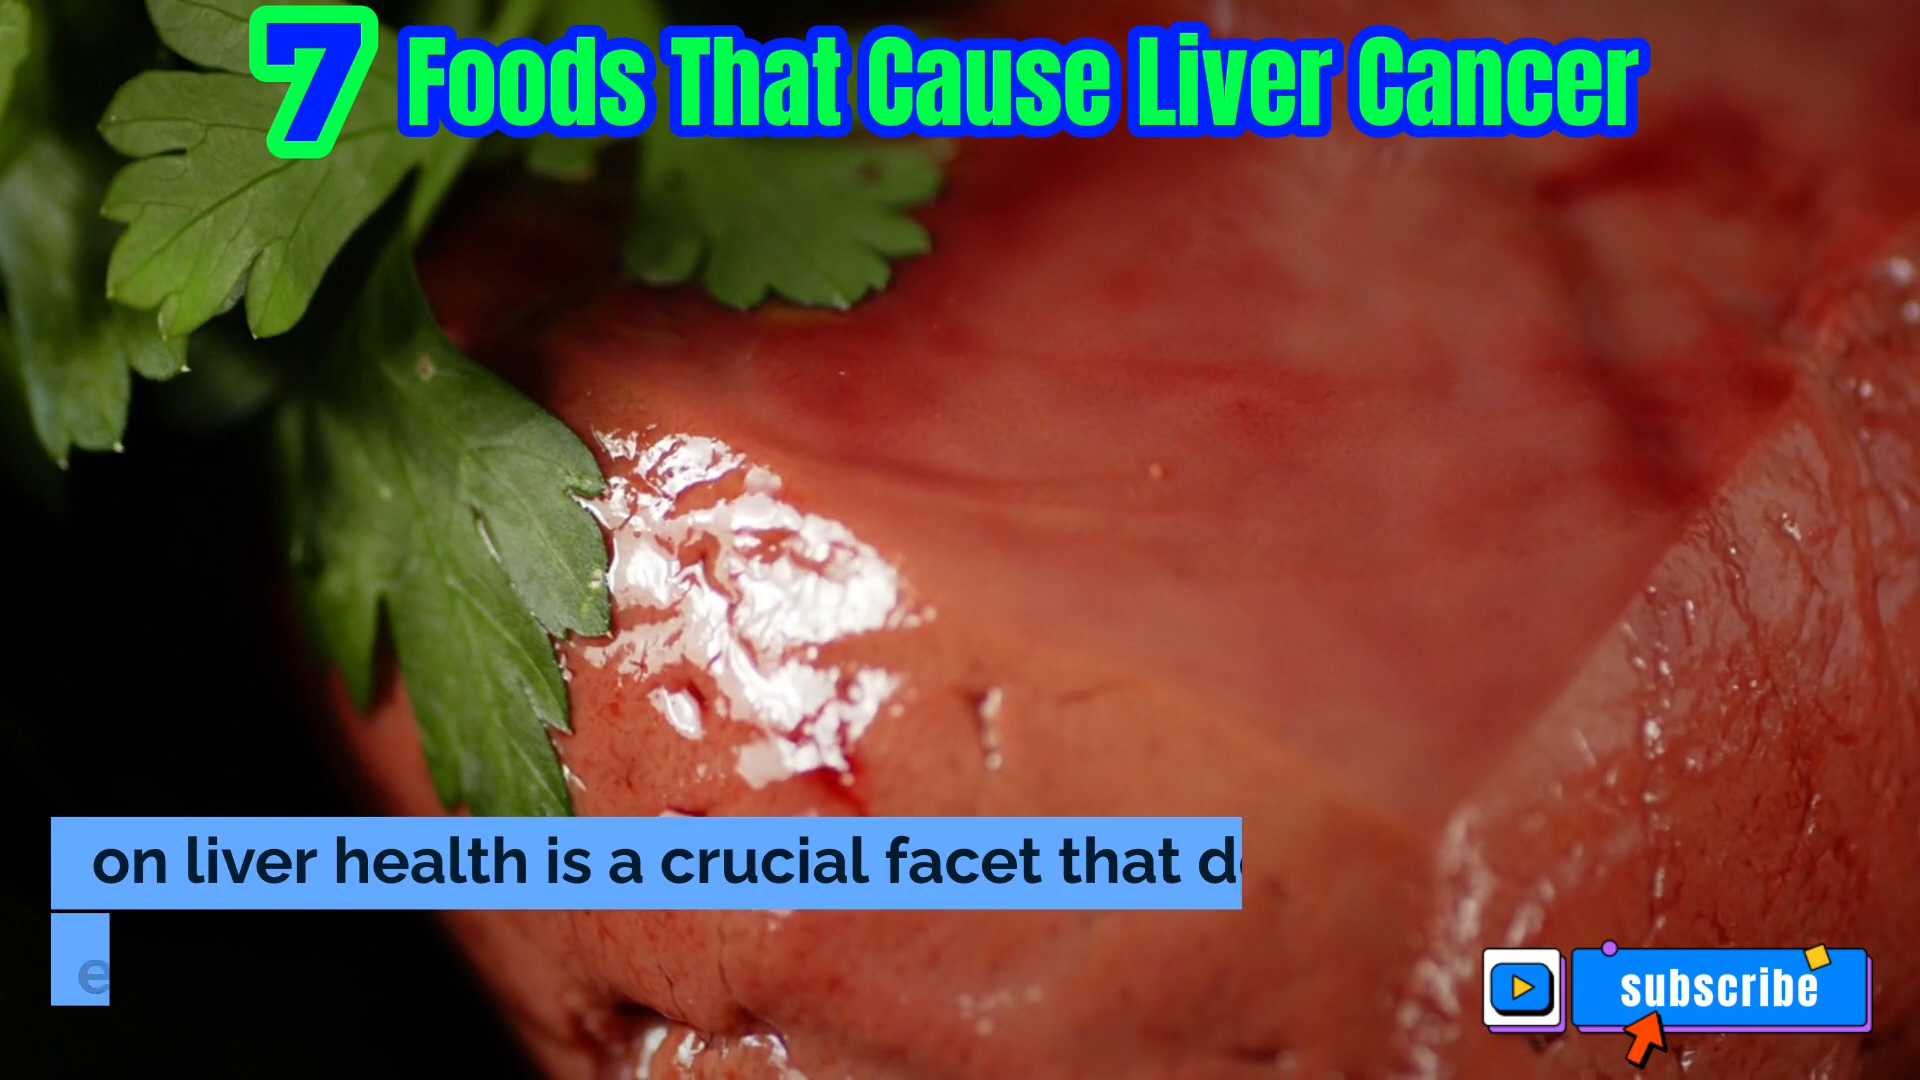 7 Foods That Cause Liver Cancer
on liver health is a crucial facet that
subscribe